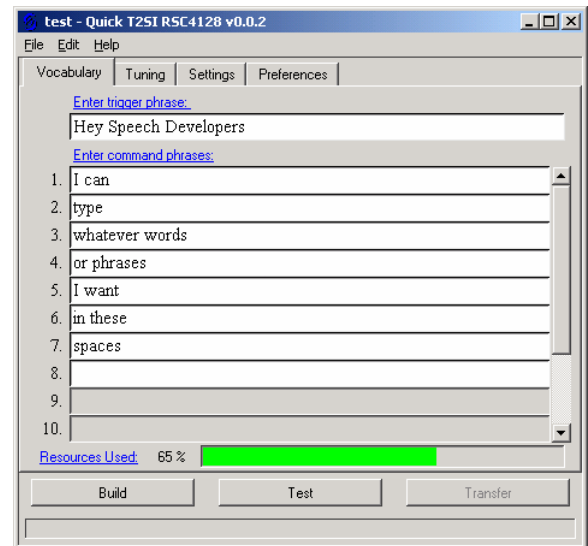 test - Quick T2SI RSC4128 v0.0.2
File Edit Help
Vocabulary Tuning Settings Preferences
Enter trigger phrase:
Hey Speech Developers
Enter command phrases:
1. I can
2. type
3. whatever words
4. or phrases
5. I want
6. in these
7. spaces
8.
9.
10.
Resources Used: 65 %
Build Test Transfer